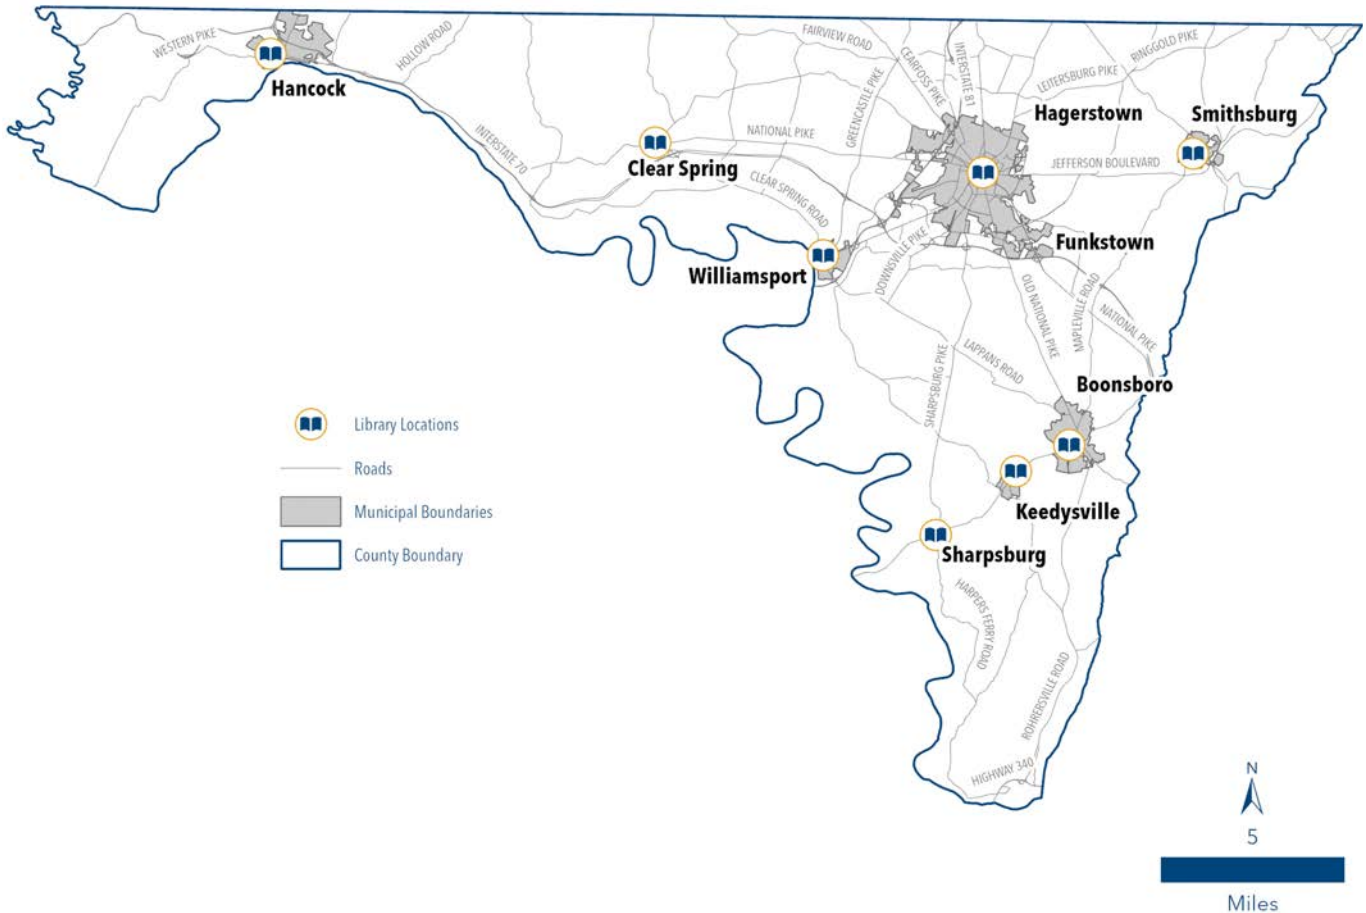 WESTERN PIKE
HOLLOW ROAD
FAIRVIEW ROAD
CEARFOSS PIKE
INTERSTATE 81
LEITERSBURG PIKE
RINGGOLD PIKE
Hancock
GREENCASTLE PIKE
Hagerstown
Smithsburg
INTERSTATE 70
NATIONAL PIKE
Clear Spring
JEFFERSON BOULEVARD
CLEAR SPRING ROAD
Funkstown
Williamsport
DOWNSVILLE PIKE
OLD NATIONAL PIKE
MAPLEVILLE ROAD
NATIONAL PIKE
SHARPSBURG PIKE
LAPPANS ROAD
Boonsboro
Library Locations
Roads
Municipal Boundaries
County Boundary
Keedysville
Sharpsburg
HARPERS FERRY ROAD
ROHRERSVILLE ROAD
HIGHWAY 340
N
5
Miles